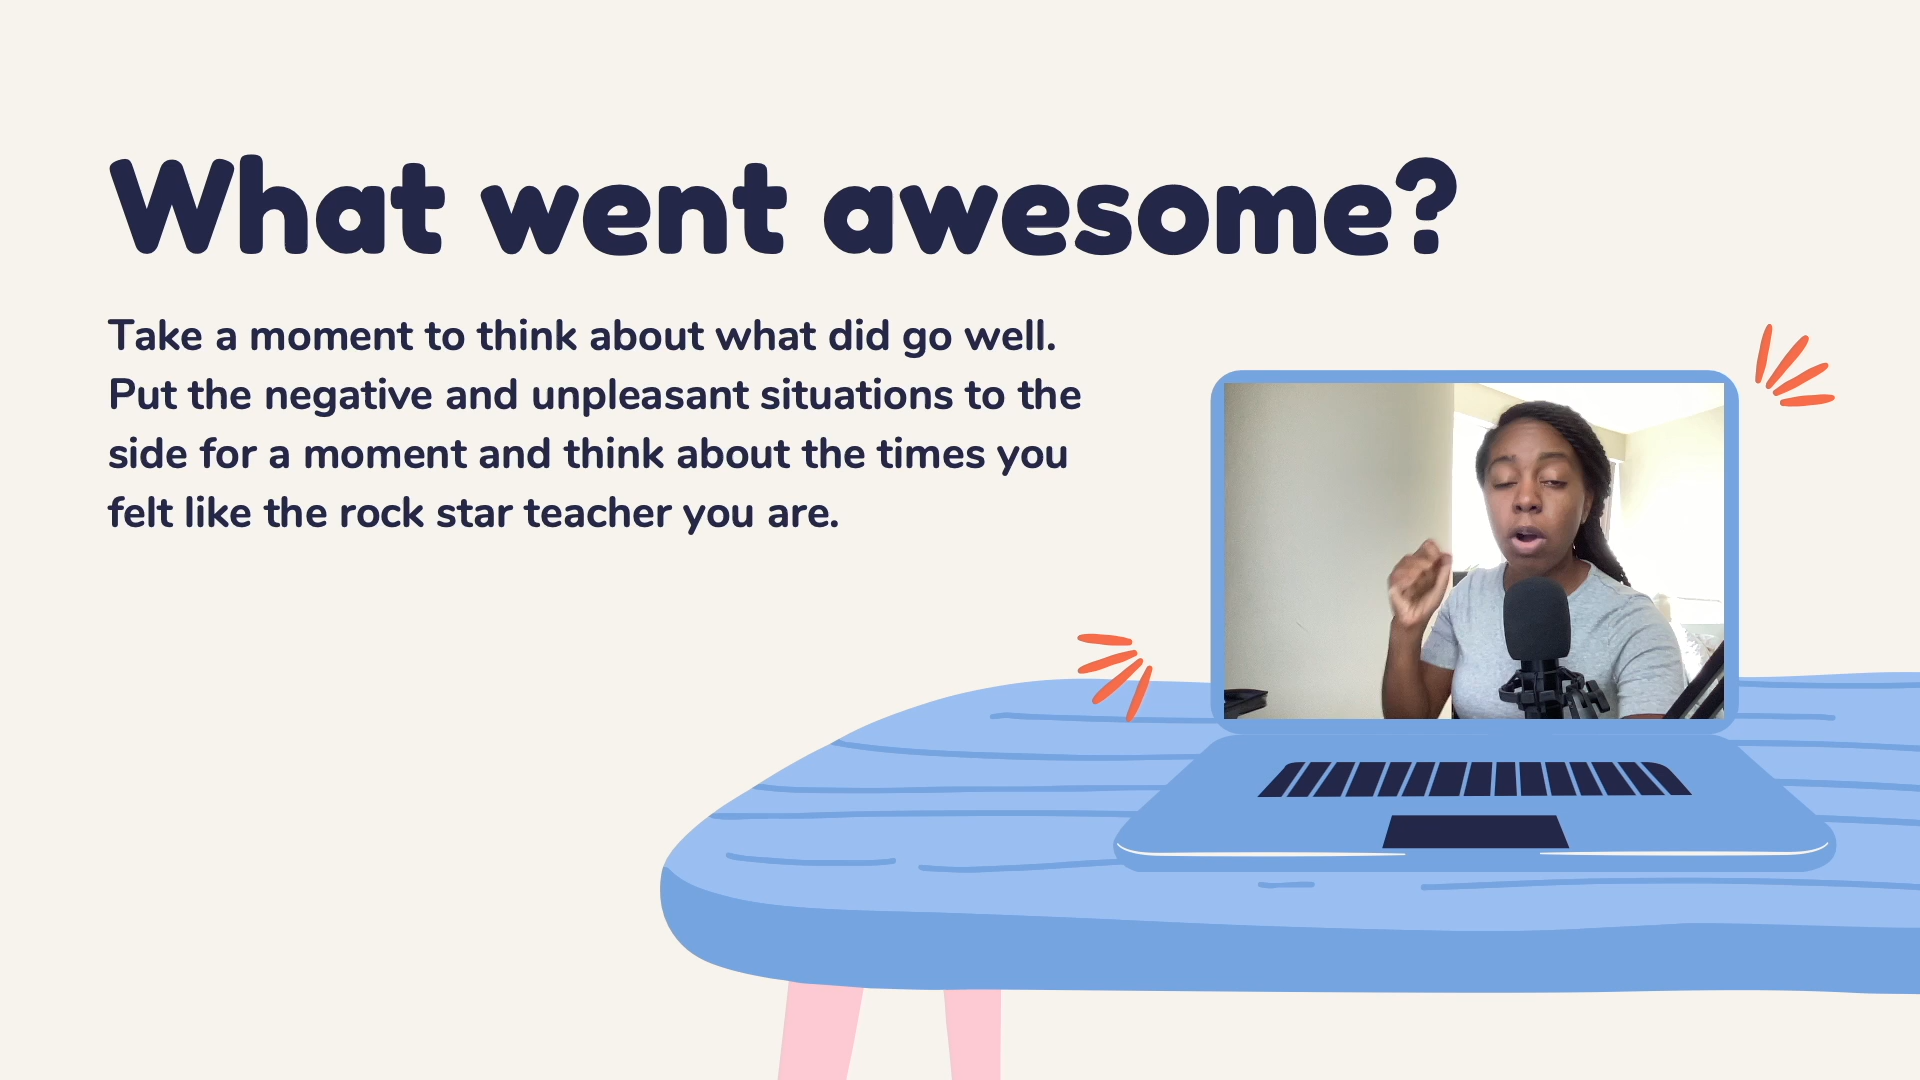 What went awesome?
Take a moment to think about what did go well.
Put the negative and unpleasant situations to the
side for a moment and think about the times you
felt like the rock star teacher you are.